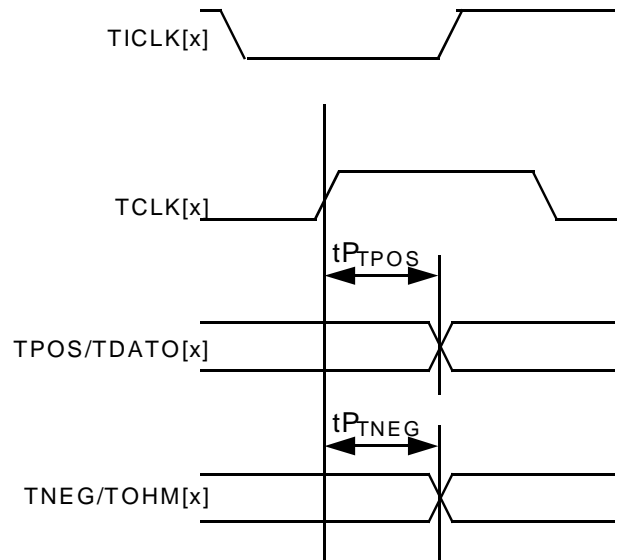 TICLK[x]
TCLK[x]
tPTPOS
TPOS/TDATO[x]
tPTNEG
TNEG/TOHM[x]